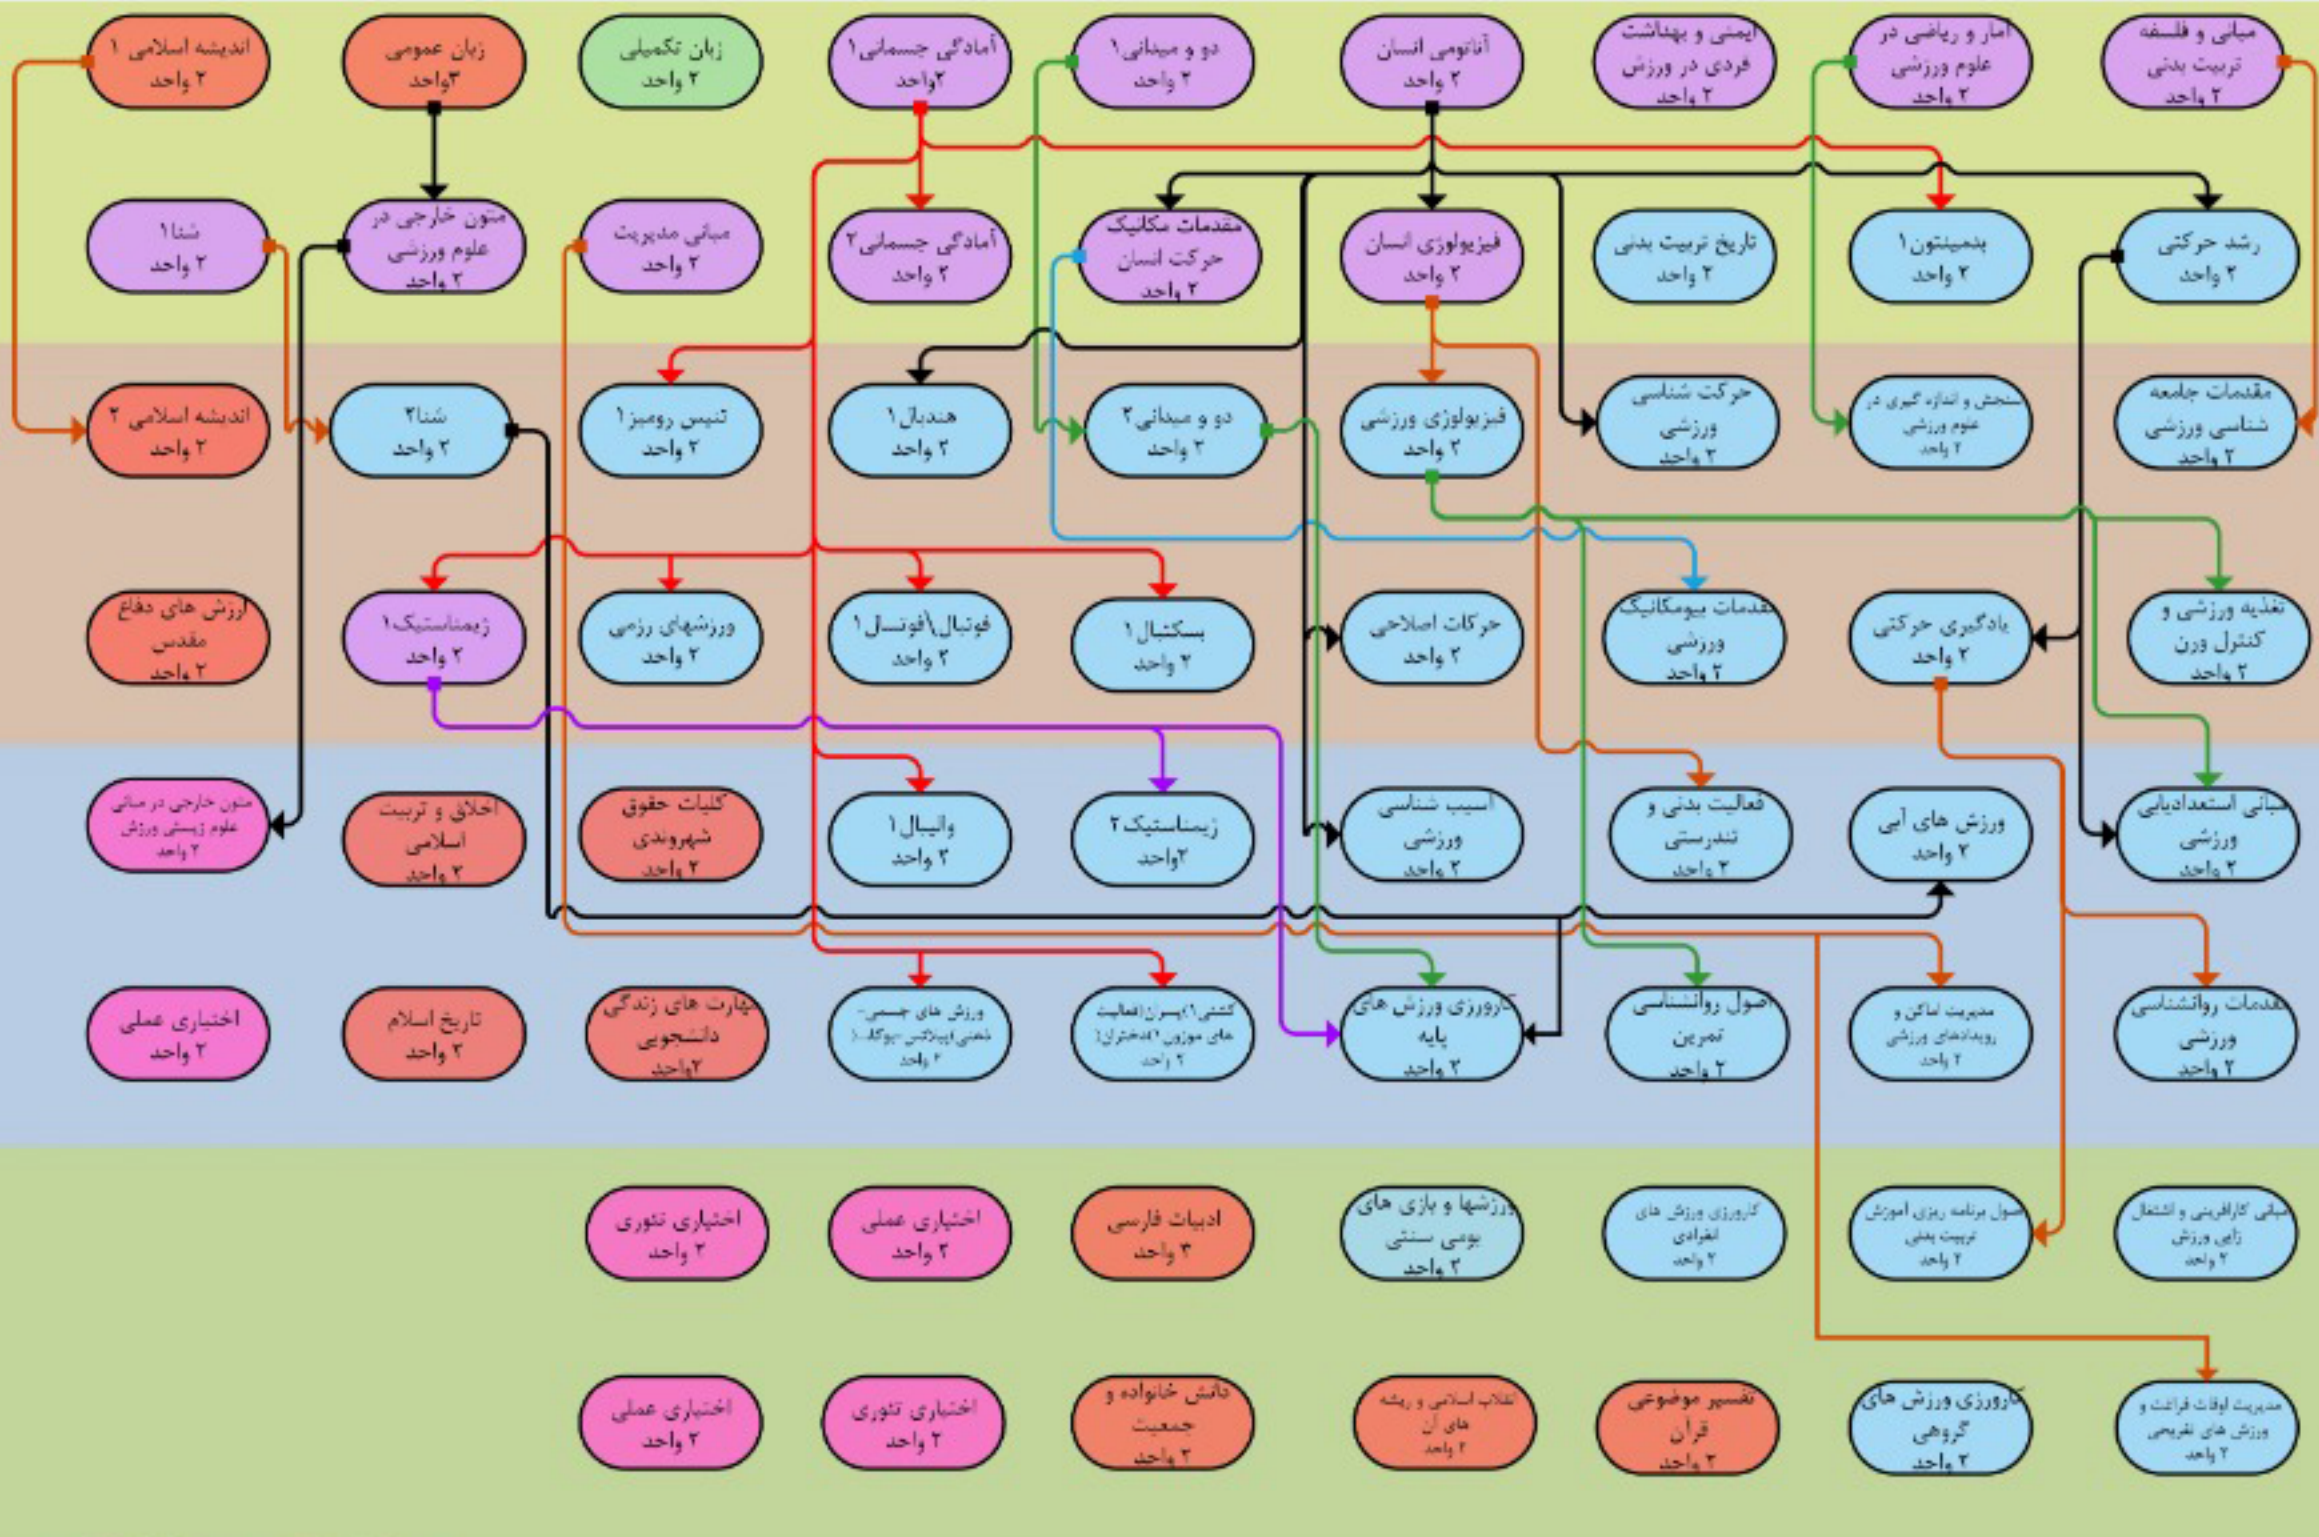 مبانی و فلسفه
تربیت بدنی
۲ واحد
آمار و ریاضی در
علوم ورزشی
۲ واحد
ایمنی و بهداشت
فردی در ورزش
۲ واحد
آناتومی انسان
۲ واحد
دو و میدانی۱
۲ واحد
آمادگی جسمانی۱
۲واحد
زبان تکمیلی
۲ واحد
زبان عمومی
۳واحد
اندیشه اسلامی ۱
۲ واحد
رشد حرکتی
۲ واحد
بدمینتون۱
۲ واحد
تاریخ تربیت بدنی
۲ واحد
فیزیولوژی انسان
۲ واحد
مقدمات مکانیک
حرکت انسان
۲ واحد
آمادگی جسمانی۲
۲ واحد
مبانی مدیریت
۲ واحد
متون خارجی در
علوم ورزشی
۲ واحد
شنا۱
۲ واحد
مقدمات جامعه
شناسی ورزشی
۲ واحد
سنجش و اندازه گیری در
علوم ورزشی
۲ واحد
حرکت شناسی
ورزشی
۲ واحد
فیزیولوژی ورزشی
۲ واحد
دو و میدانی۲
۲ واحد
هندبال۱
۲ واحد
تنیس رومیز۱
۲ واحد
شنا۲
۲ واحد
اندیشه اسلامی ۲
۲ واحد
تغذیه ورزشی و
کنترل وزن
۲ واحد
یادگیری حرکتی
۲ واحد
مقدمات بیومکانیک
ورزشی
۲ واحد
حرکات اصلاحی
۲ واحد
بسکتبال۱
۲ واحد
فوتبال\فوتسال۱
۲ واحد
ورزشهای رزمی
۲ واحد
ژیمناستیک۱
۲ واحد
ارزش های دفاع
مقدس
۲ واحد
مبانی استعدادیابی
ورزشی
۲ واحد
ورزش های آبی
۲ واحد
فعالیت بدنی و
تندرستی
۲ واحد
آسیب شناسی
ورزشی
۲ واحد
ژیمناستیک۲
۲واحد
والیبال۱
۲ واحد
کلیات حقوق
شهروندی
۲ واحد
اخلاق و تربیت
اسلامی
۲ واحد
متون خارجی در مبانی
علوم زیستی ورزش
۲ واحد
مقدمات روانشناسی
ورزشی
۲ واحد
مدیریت اماکن و
رویدادهای ورزشی
۲ واحد
اصول روانشناسی
تمرین
۲ واحد
کارورزی ورزش های
پایه
۲ واحد
کشتی۱)پسران(فعالیت
های موزون۱)دختران(
۲ واحد
ورزش های جسمی-
ذهنی)پیلاتس-یوگا...(
۲ واحد
مهارت های زندگی
دانشجویی
۲واحد
تاریخ اسلام
۲ واحد
اختیاری عملی
۲ واحد
مبانی کارآفرینی و اشتغال
زایی ورزش
۲ واحد
اصول برنامه ریزی آموزش
تربیت بدنی
۲ واحد
کارورزی ورزش های
انفرادی
۲ واحد
ورزشها و بازی های
بومی سنتی
۲ واحد
ادبیات فارسی
۳ واحد
اختیاری عملی
۲ واحد
اختیاری تئوری
۲ واحد
مدیریت اوقات فراغت و
ورزش های تفریحی
۲ واحد
کارورزی ورزش های
گروهی
۲ واحد
تفسیر موضوعی
قرآن
۲ واحد
انقلاب اسلامی و ریشه
های آن
۲ واحد
دانش خانواده و
جمعیت
۲ واحد
اختیاری تئوری
۲ واحد
اختیاری عملی
۲ واحد